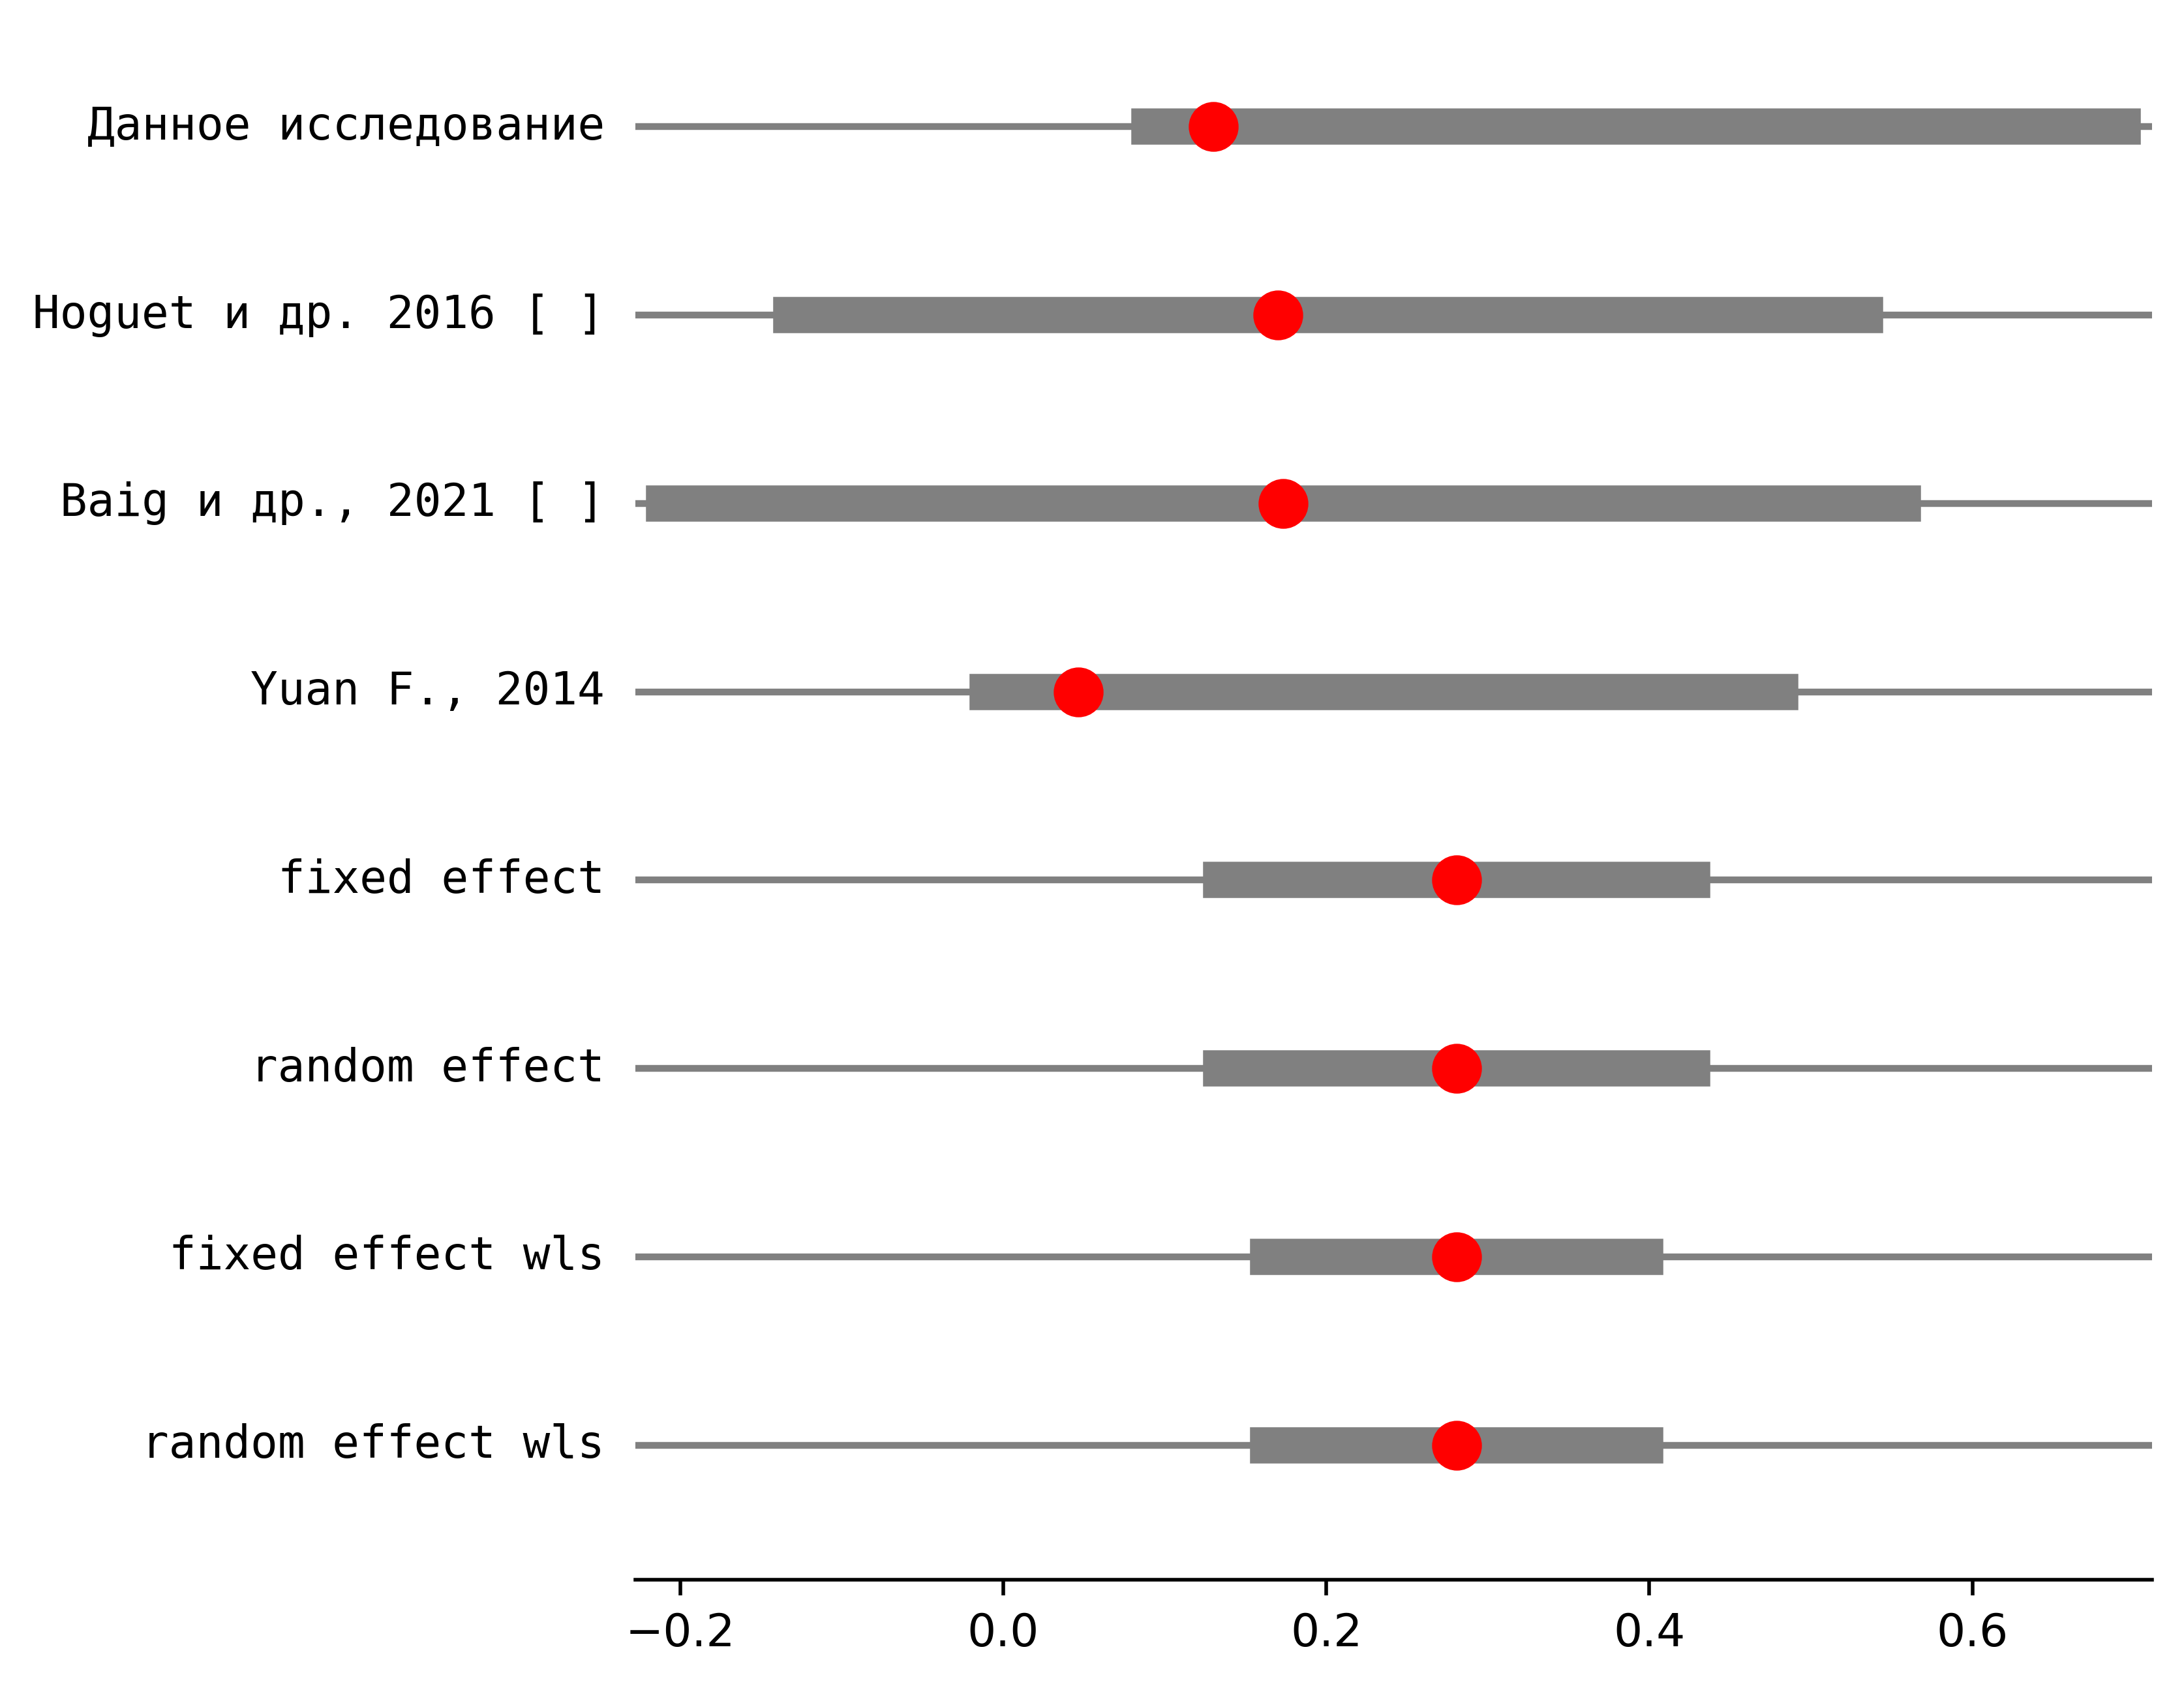 Данное исследование
Hoguet и др. 2016 [ ]
Baig и др., 2021 [ ]
Yuan F., 2014
fixed effect
random effect
fixed effect wls
random effect wls
−0.2 0.0 0.2 0.4 0.6